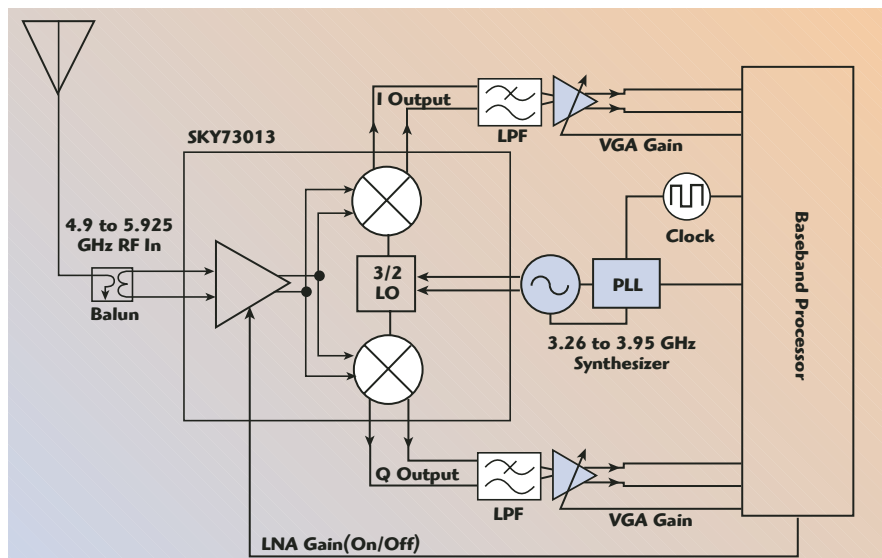 I Output
LPF
VGA Gain
SKY73013
4.9 to 5.925
GHz RF In
Balun
3/2
LO
Clock
PLL
3.26 to 3.95 GHz
Synthesizer
Baseband Processor
Q Output
LPF
VGA Gain
LNA Gain(On/Off)